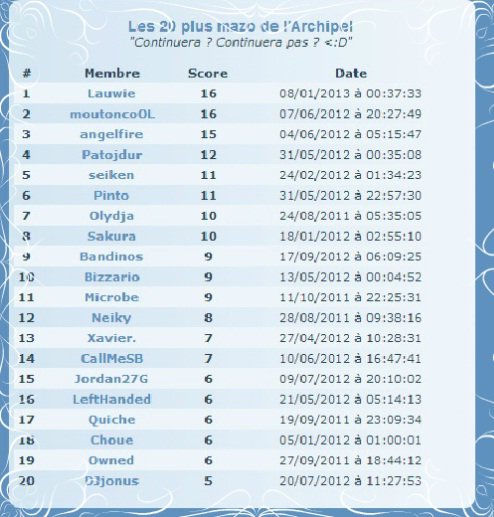 Les 20 plus mazo de l'Archipel
"Continuera ? Continuera pas ? <:D"
# Membre Score Date
1 Lauwie 16 08/01/2013 à 00:37:33
2 moutoncoOL 16 07/06/2012 à 20:27:49
3 angelfire 15 04/06/2012 à 05:15:47
4 Patojdur 12 31/05/2012 à 00:35:08
5 seiken 11 24/02/2012 à 01:34:23
6 Pinto 11 31/05/2012 à 22:57:30
7 Olydja 10 24/08/2011 à 05:35:05
8 Sakura 10 18/01/2012 à 02:55:10
9 Bandinos 9 17/09/2012 à 06:09:25
10 Bizzario 9 13/05/2012 à 00:04:52
11 Microbe 9 11/10/2011 à 22:25:31
12 Neiky 8 28/08/2011 à 09:38:16
13 Xavier. 7 27/04/2012 à 10:28:31
14 CallMeSB 7 10/06/2012 à 16:47:41
15 Jordan27G 6 09/07/2012 à 20:10:02
16 LeftHanded 6 21/05/2012 à 05:14:13
17 Quiche 6 19/09/2011 à 23:09:34
18 Choue 6 05/01/2012 à 01:00:01
19 Owned 6 27/09/2011 à 18:44:12
20 DJjonus 5 20/07/2012 à 11:27:53